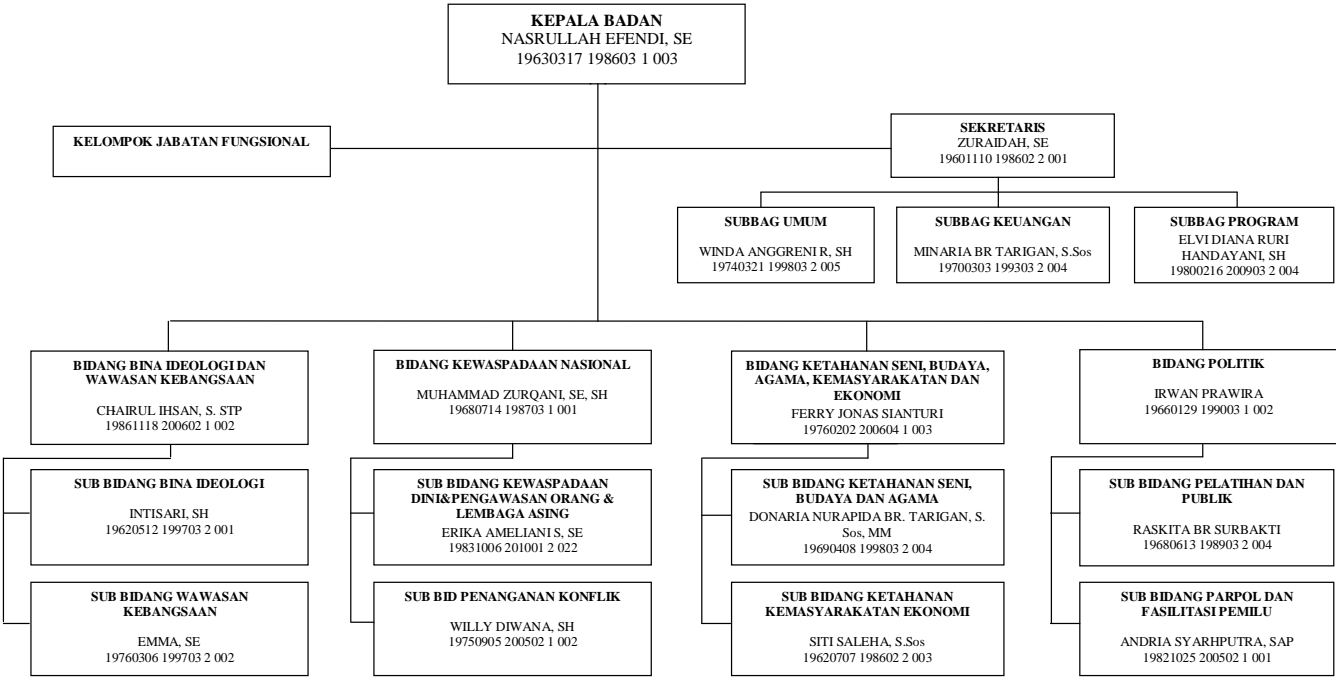 KEPALA BADAN
NASRULLAH EFENDI, SE
19630317 198603 1 003
KELOMPOK JABATAN FUNGSIONAL
SEKRETARIS
ZURAIDAH, SE
19601110 198602 2 001
SUBBAG UMUM
WINDA ANGGRENI R, SH
19740321 199803 2 005
SUBBAG KEUANGAN
MINARIA BR TARIGAN, S.Sos
19700303 199303 2 004
SUBBAG PROGRAM
ELVI DIANA RURI
HANDAYANI, SH
19800216 200903 2 004
BIDANG BINA IDEOLOGI DAN
WAWASAN KEBANGSAAN
CHAIRUL IHSAN, S. STP
19861118 200602 1 002
BIDANG KEWASPADAAN NASIONAL
MUHAMMAD ZURQANI, SE, SH
19680714 198703 1 001
BIDANG KETAHANAN SENI, BUDAYA,
AGAMA, KEMASYARAKATAN DAN
EKONOMI
FERRY JONAS SIANTURI
19760202 200604 1 003
BIDANG POLITIK
IRWAN PRAWIRA
19660129 199003 1 002
SUB BIDANG BINA IDEOLOGI
INTISARI, SH
19620512 199703 2 001
SUB BIDANG KEWASPADAAN
DINI&PENGAWASAN ORANG &
LEMBAGA ASING
ERIKA AMELIANI S, SE
19831006 201001 2 022
SUB BIDANG KETAHANAN SENI,
BUDAYA DAN AGAMA
DONARIA NURAPIDA BR. TARIGAN, S.
Sos, MM
19690408 199803 2 004
SUB BIDANG PELATIHAN DAN
PUBLIK
RASKITA BR SURBAKTI
19680613 198903 2 004
SUB BIDANG WAWASAN
KEBANGSAAN
EMMA, SE
19760306 199703 2 002
SUB BID PENANGANAN KONFLIK
WILLY DIWANA, SH
19750905 200502 1 002
SUB BIDANG KETAHANAN
KEMASYARAKATAN EKONOMI
SITI SALEHA, S.Sos
19620707 198602 2 003
SUB BIDANG PARPOL DAN
FASILITASI PEMILU
ANDRIA SYARHPUTRA, SAP
19821025 200502 1 001